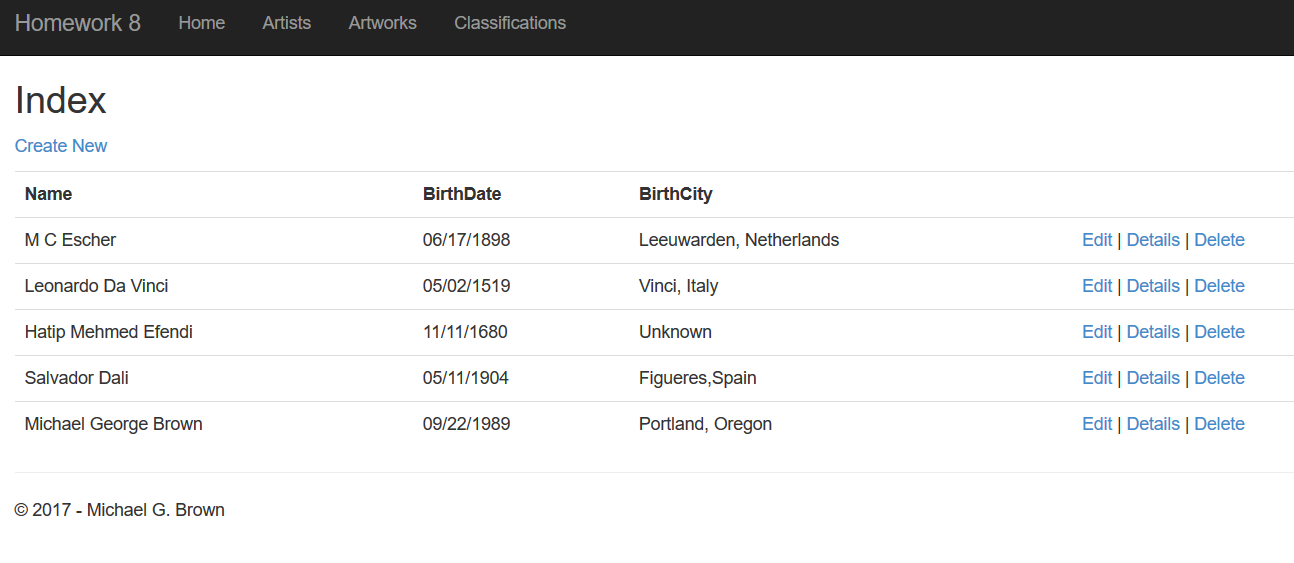 Homework 8 Home Artists Artworks Classifications
Index
Create New
Name BirthDate BirthCity
M C Escher 06/17/1898 Leeuwarden, Netherlands Edit | Details | Delete
Leonardo Da Vinci 05/02/1519 Vinci, Italy Edit | Details | Delete
Hatip Mehmed Efendi 11/11/1680 Unknown Edit | Details | Delete
Salvador Dali 05/11/1904 Figueres,Spain Edit | Details | Delete
Michael George Brown 09/22/1989 Portland, Oregon Edit | Details | Delete
© 2017 - Michael G. Brown